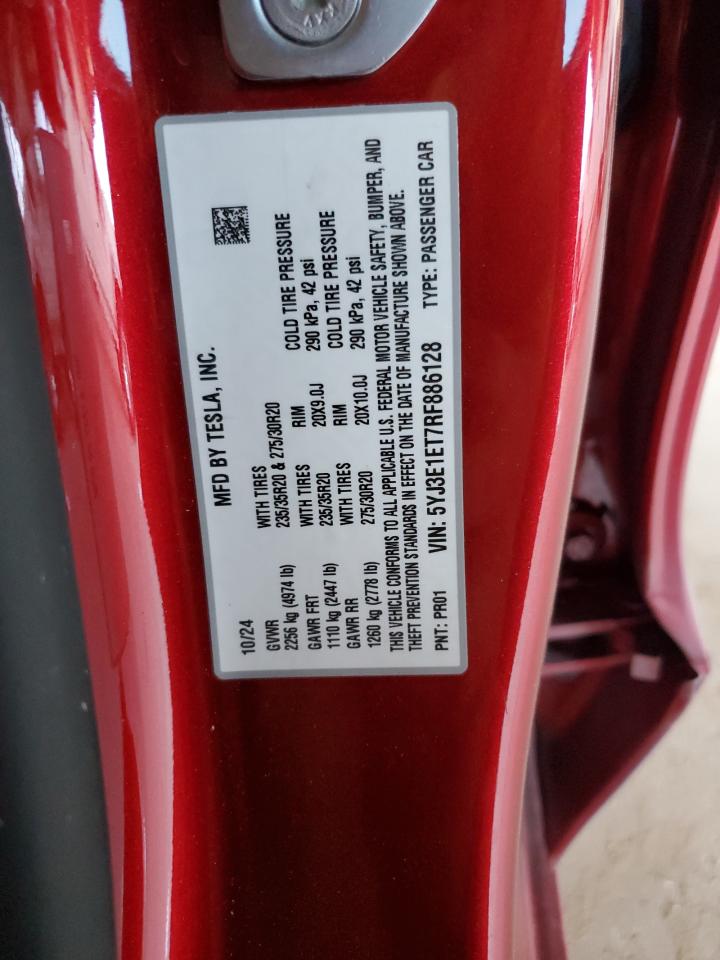 4X4
MFD BY TESLA, INC.
10/24
GVWR WITH TIRES COLD TIRE PRESSURE
2256 kg (4974 lb) 235/35R20 & 275/30R20 290 kPa, 42 psi
GAWR FRT WITH TIRES RIM COLD TIRE PRESSURE
1110 kg (2447 lb) 235/35R20 20X9.0J 290 kPa, 42 psi
GAWR RR WITH TIRES RIM
1260 kg (2778 lb) 275/30R20 20X10.0J
THIS VEHICLE CONFORMS TO ALL APPLICABLE U.S. FEDERAL MOTOR VEHICLE SAFETY, BUMPER, AND
THEFT PREVENTION STANDARDS IN EFFECT ON THE DATE OF MANUFACTURE SHOWN ABOVE.
PNT: PR01 VIN: 5YJ3E1ET7RF886128 TYPE: PASSENGER CAR